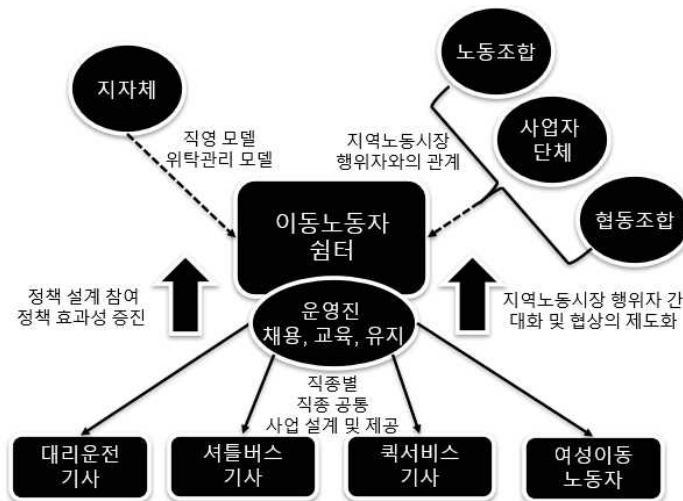 노동조합
지자체
사업자
단체
직영 모델
위탁관리 모델
지역노동시장
행위자와의 관계
협동조합
이동노동자
쉼터
정책 설계 참여
정책 효과성 증진
운영진
채용, 교육, 유지
지역노동시장 행위자 간
대화 및 협상의 제도화
직종별
직종 공통
사업 설계 및 제공
대리운전
기사
셔틀버스
기사
퀵서비스
기사
여성이동
노동자